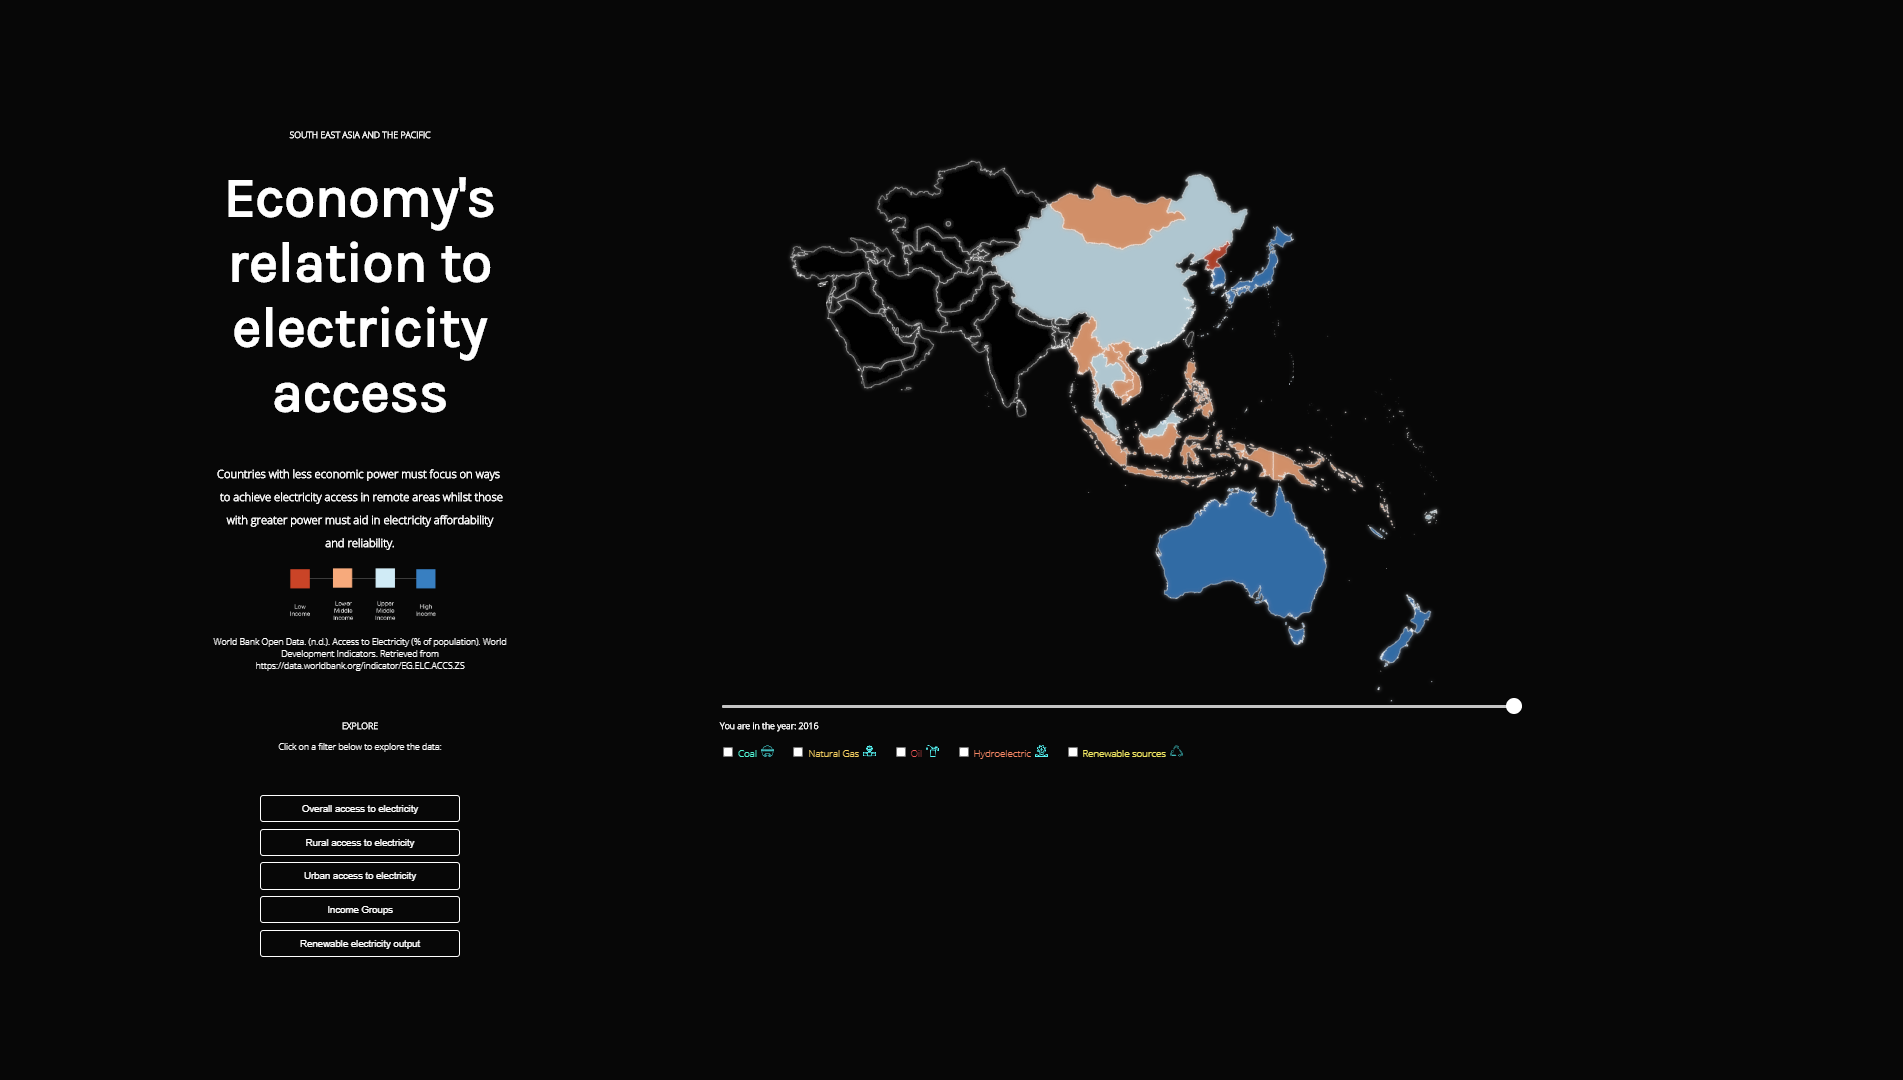 SOUTH EAST ASIA AND THE PACIFIC
Economy's
relation to
electricity
access
Countries with less economic power must focus on ways
to achieve electricity access in remote areas whilst those
with greater power must aid in electricity affordability
and reliability.
Low
Income
Lower
Middle
Income
Upper
Middle
Income
High
Income
World Bank Open Data. (n.d.). Access to Electricity (% of population). World
Development Indicators. Retrieved from
https://data.worldbank.org/indicator/EG.ELC.ACCS.ZS
EXPLORE
Click on a filter below to explore the data:
Overall access to electricity
Rural access to electricity
Urban access to electricity
Income Groups
Renewable electricity output
You are in the year: 2016
Coal Natural Gas Oil Hydroelectric Renewable sources